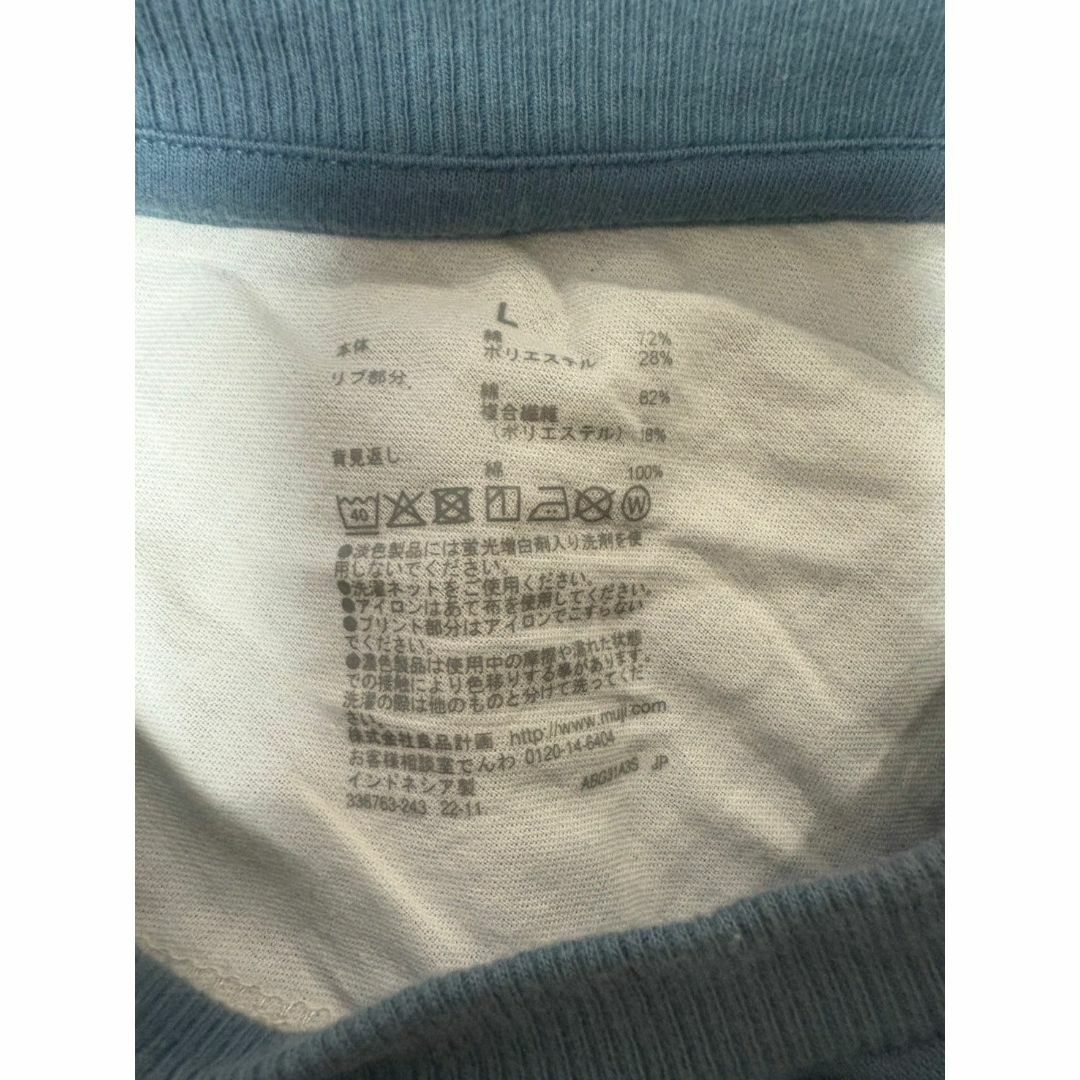 L
本体 綿 72%
ポリエステル 28%
リブ部分 綿 82%
複合繊維
(ポリエステル) 18%
背見返し 綿 100%
40 W
●淡色製品には蛍光増白剤入り洗剤を使
用しないでください。
●洗濯ネットをご使用ください。
●アイロンはあて布を使用してください。
●プリント部分はアイロンでこすらない
でください。
●濃色製品は使用中の摩擦や濡れた状態
での接触により色移りする事があります。
洗濯の際は他のものと分けて洗ってくだ
さい。
株式会社良品計画 http://www.muji.com
お客様相談室でんわ 0120-14-6404
インドネシア製 ABG31A3S JP
336763-243 22-11